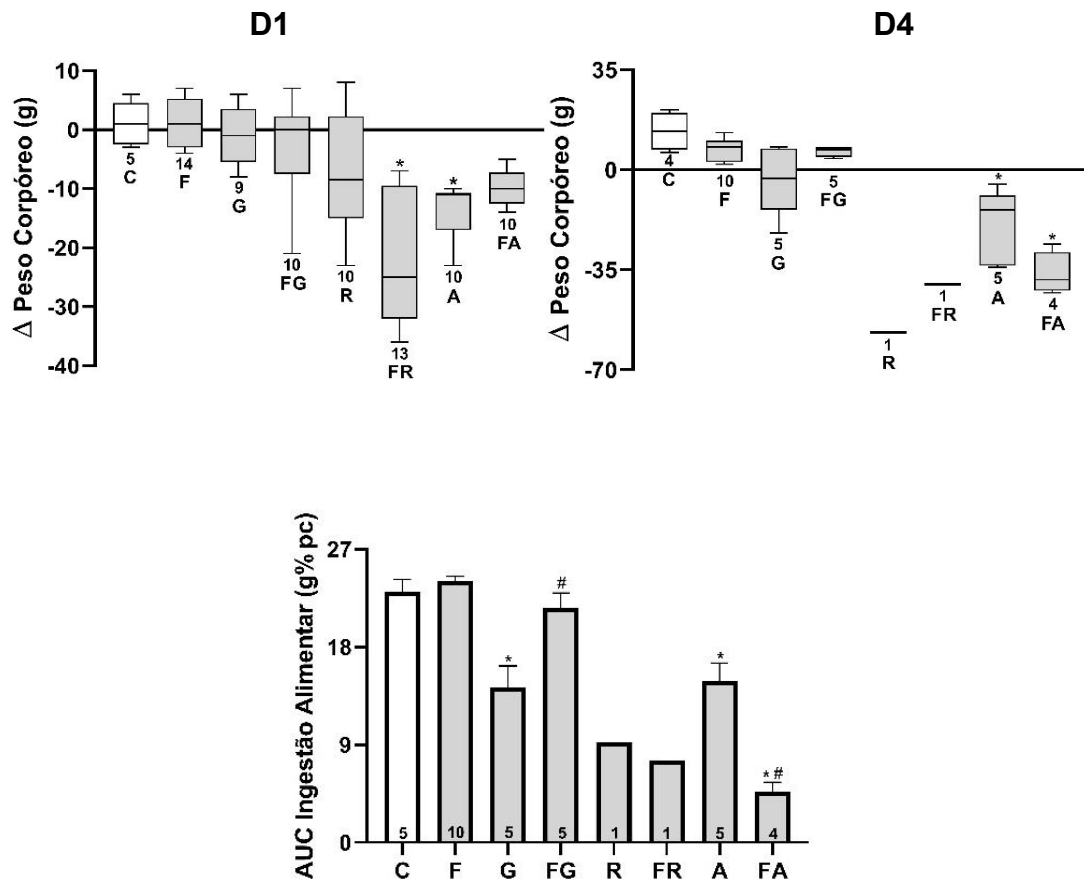 D1
D4
Δ Peso Corpóreo (g)
10
0
-10
-20
-30
-40
5
C
14
F
9
G
10
FG
10
R
*
13
FR
*
10
A
10
FA
Δ Peso Corpóreo (g)
35
0
-35
-70
4
C
10
F
5
G
5
FG
1
R
1
FR
*
5
A
*
4
FA
AUC Ingestão Alimentar (g% pc)
27
18
9
0
* # * *#
5 10 5 5 1 1 5 4
C F G FG R FR A FA